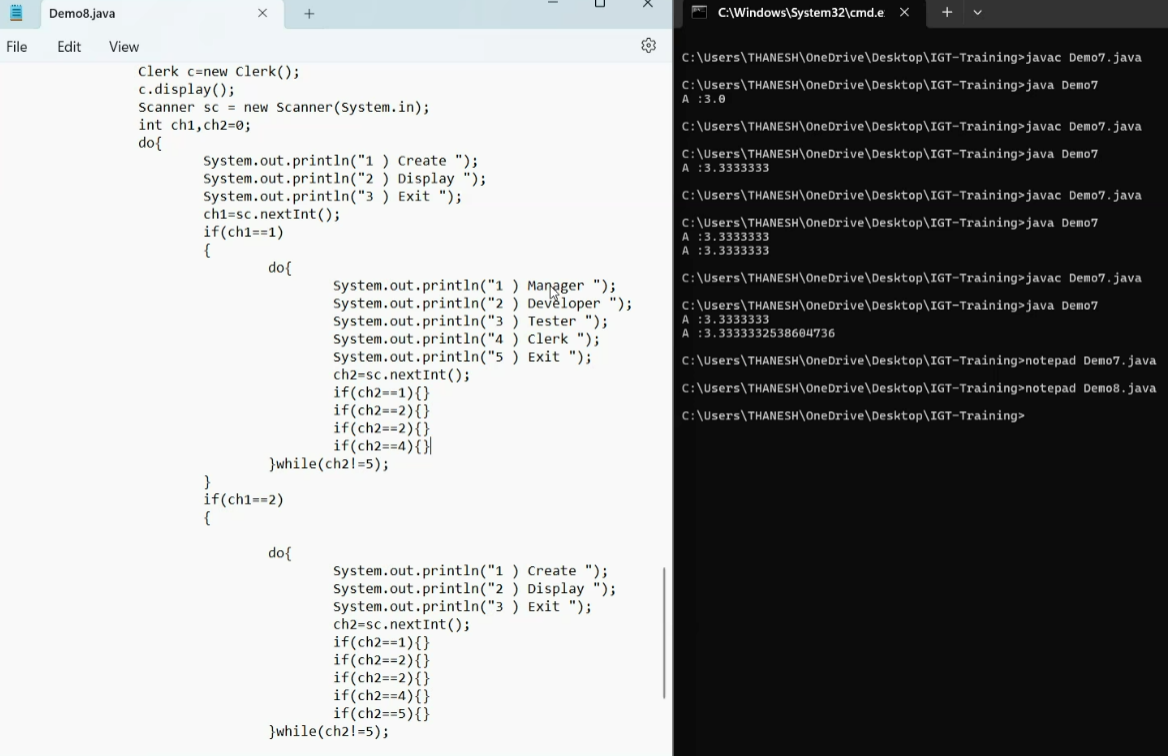 Demo8.java
File Edit View
Clerk c=new Clerk();
c.display();
Scanner sc = new Scanner(System.in);
int ch1,ch2=0;
do{
System.out.println("1 ) Create ");
System.out.println("2 ) Display ");
System.out.println("3 ) Exit ");
ch1=sc.nextInt();
if(ch1==1)
{
do{
System.out.println("1 ) Manager ");
System.out.println("2 ) Developer ");
System.out.println("3 ) Tester ");
System.out.println("4 ) Clerk ");
System.out.println("5 ) Exit ");
ch2=sc.nextInt();
if(ch2==1){}
if(ch2==2){}
if(ch2==2){}
if(ch2==4){}
}while(ch2!=5);
}
if(ch1==2)
{
do{
System.out.println("1 ) Create ");
System.out.println("2 ) Display ");
System.out.println("3 ) Exit ");
ch2=sc.nextInt();
if(ch2==1){}
if(ch2==2){}
if(ch2==2){}
if(ch2==4){}
if(ch2==5){}
}while(ch2!=5);
C:\Windows\System32\cmd.e
C:\Users\THANESH\OneDrive\Desktop\IGT-Training>javac Demo7.java
C:\Users\THANESH\OneDrive\Desktop\IGT-Training>java Demo7
A :3.0
C:\Users\THANESH\OneDrive\Desktop\IGT-Training>javac Demo7.java
C:\Users\THANESH\OneDrive\Desktop\IGT-Training>java Demo7
A :3.3333333
C:\Users\THANESH\OneDrive\Desktop\IGT-Training>javac Demo7.java
C:\Users\THANESH\OneDrive\Desktop\IGT-Training>java Demo7
A :3.3333333
A :3.3333333
C:\Users\THANESH\OneDrive\Desktop\IGT-Training>javac Demo7.java
C:\Users\THANESH\OneDrive\Desktop\IGT-Training>java Demo7
A :3.3333333
A :3.3333332538604736
C:\Users\THANESH\OneDrive\Desktop\IGT-Training>notepad Demo7.java
C:\Users\THANESH\OneDrive\Desktop\IGT-Training>notepad Demo8.java
C:\Users\THANESH\OneDrive\Desktop\IGT-Training>